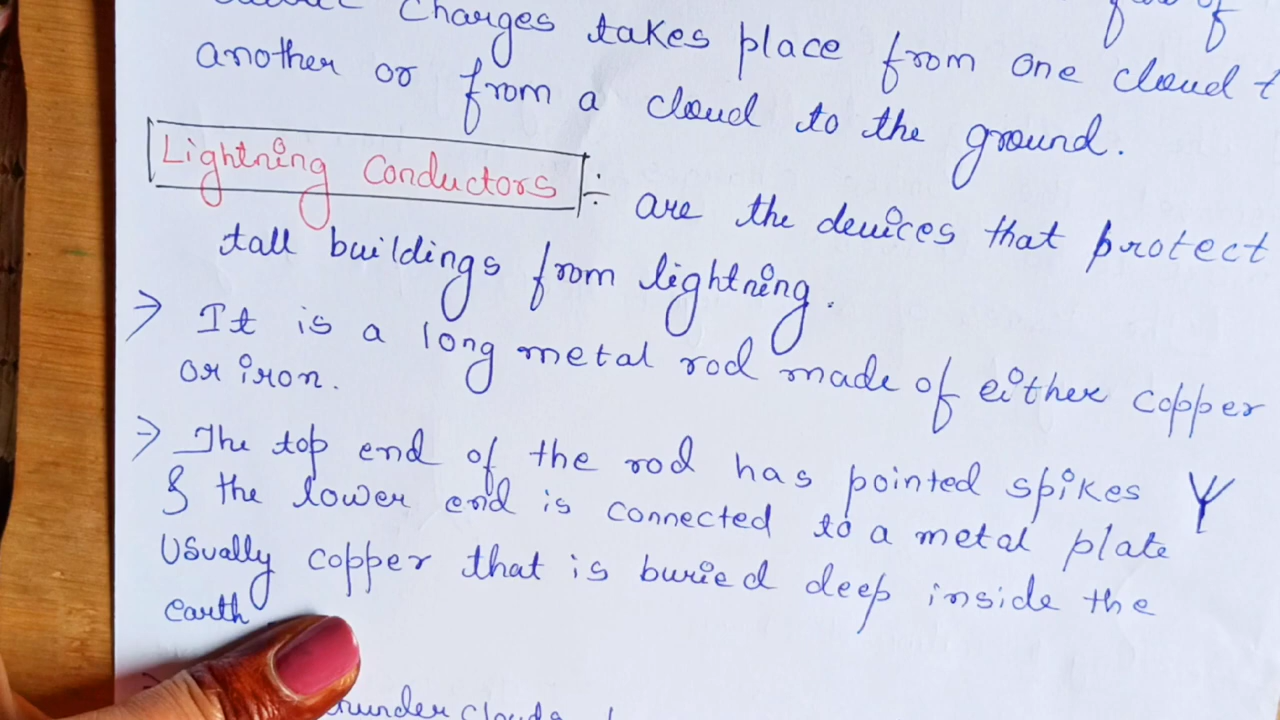 Charges takes place from one cloud t
another or from a cloud to the ground.
Lightning Conductors ÷ are the devices that protect
tall buildings from lightning.
→ It is a long metal rod made of either copper
or iron.
→ The top end of the rod has pointed spikes
& the lower end is connected to a metal plate
Usually copper that is buried deep inside the
earth
clouds